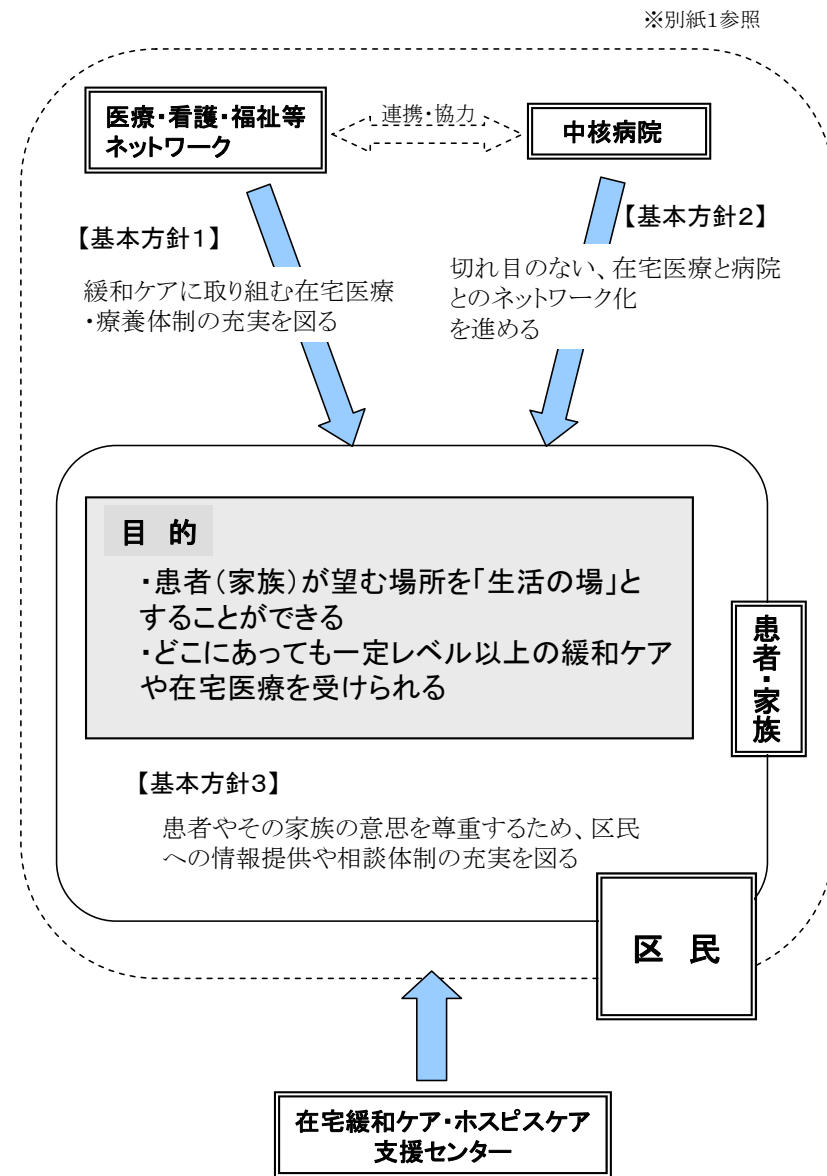 ※別紙1参照
医療・看護・福祉等
ネットワーク
連携・協力
中核病院
【基本方針1】
緩和ケアに取り組む在宅医療
・療養体制の充実を図る
【基本方針2】
切れ目のない、在宅医療と病院
とのネットワーク化
を進める
目 的
・患者(家族)が望む場所を「生活の場」と
することができる
・どこにあっても一定レベル以上の緩和ケア
や在宅医療を受けられる
患者・家族
【基本方針3】
患者やその家族の意思を尊重するため、区民
への情報提供や相談体制の充実を図る
区 民
在宅緩和ケア・ホスピスケア
支援センター